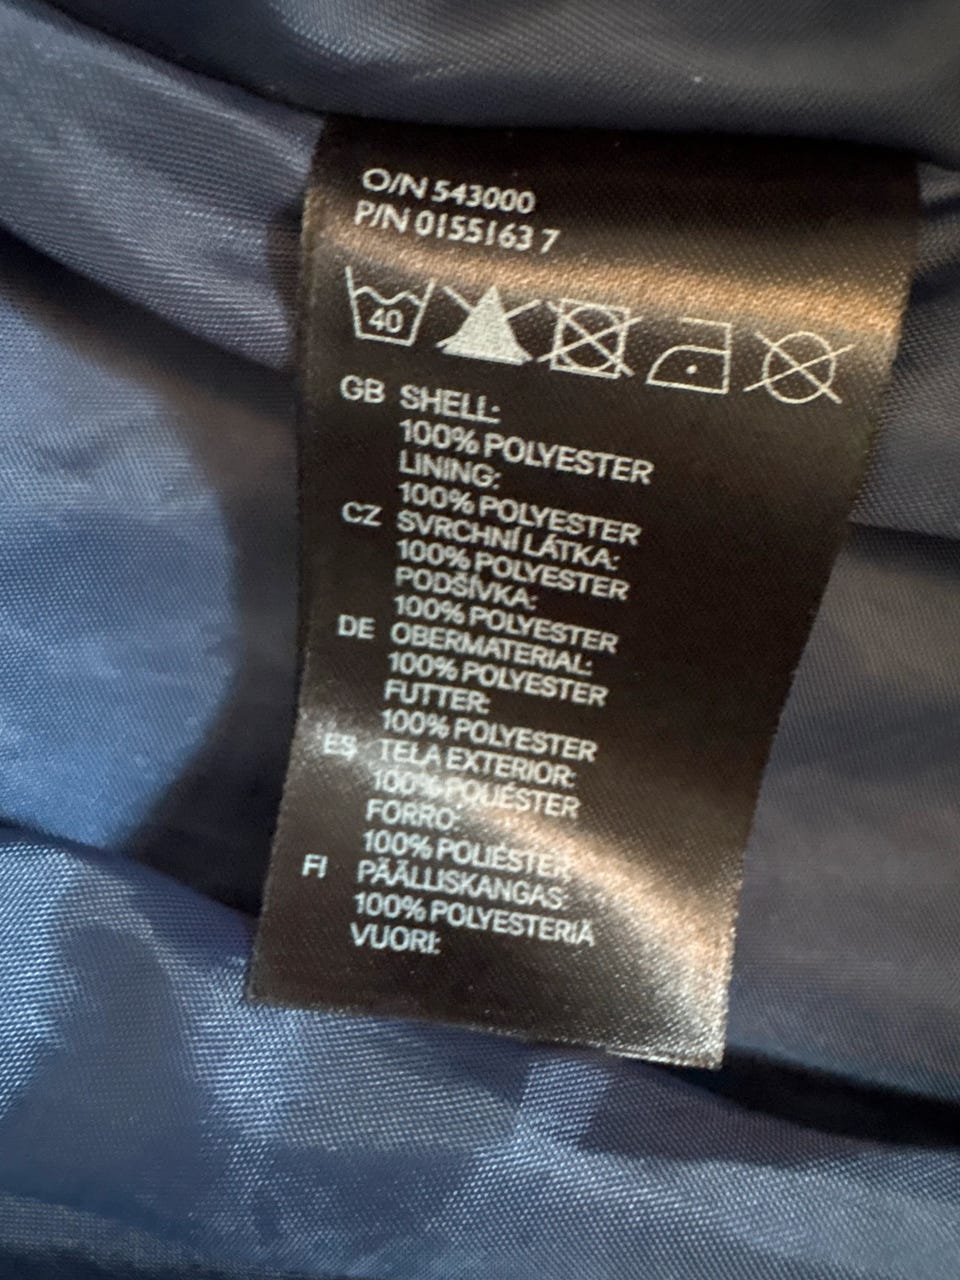 O/N 543000
P/N 0155163 7
40
GB SHELL:
100% POLYESTER
LINING:
100% POLYESTER
CZ SVRCHNÍ LÁTKA:
100% POLYESTER
PODŠÍVKA:
100% POLYESTER
DE OBERMATERIAL:
100% POLYESTER
FUTTER:
100% POLYESTER
ES TELA EXTERIOR:
100% POLIÉSTER
FORRO:
100% POLIÉSTER
FI PÄÄLLISKANGAS:
100% POLYESTERIÄ
VUORI: